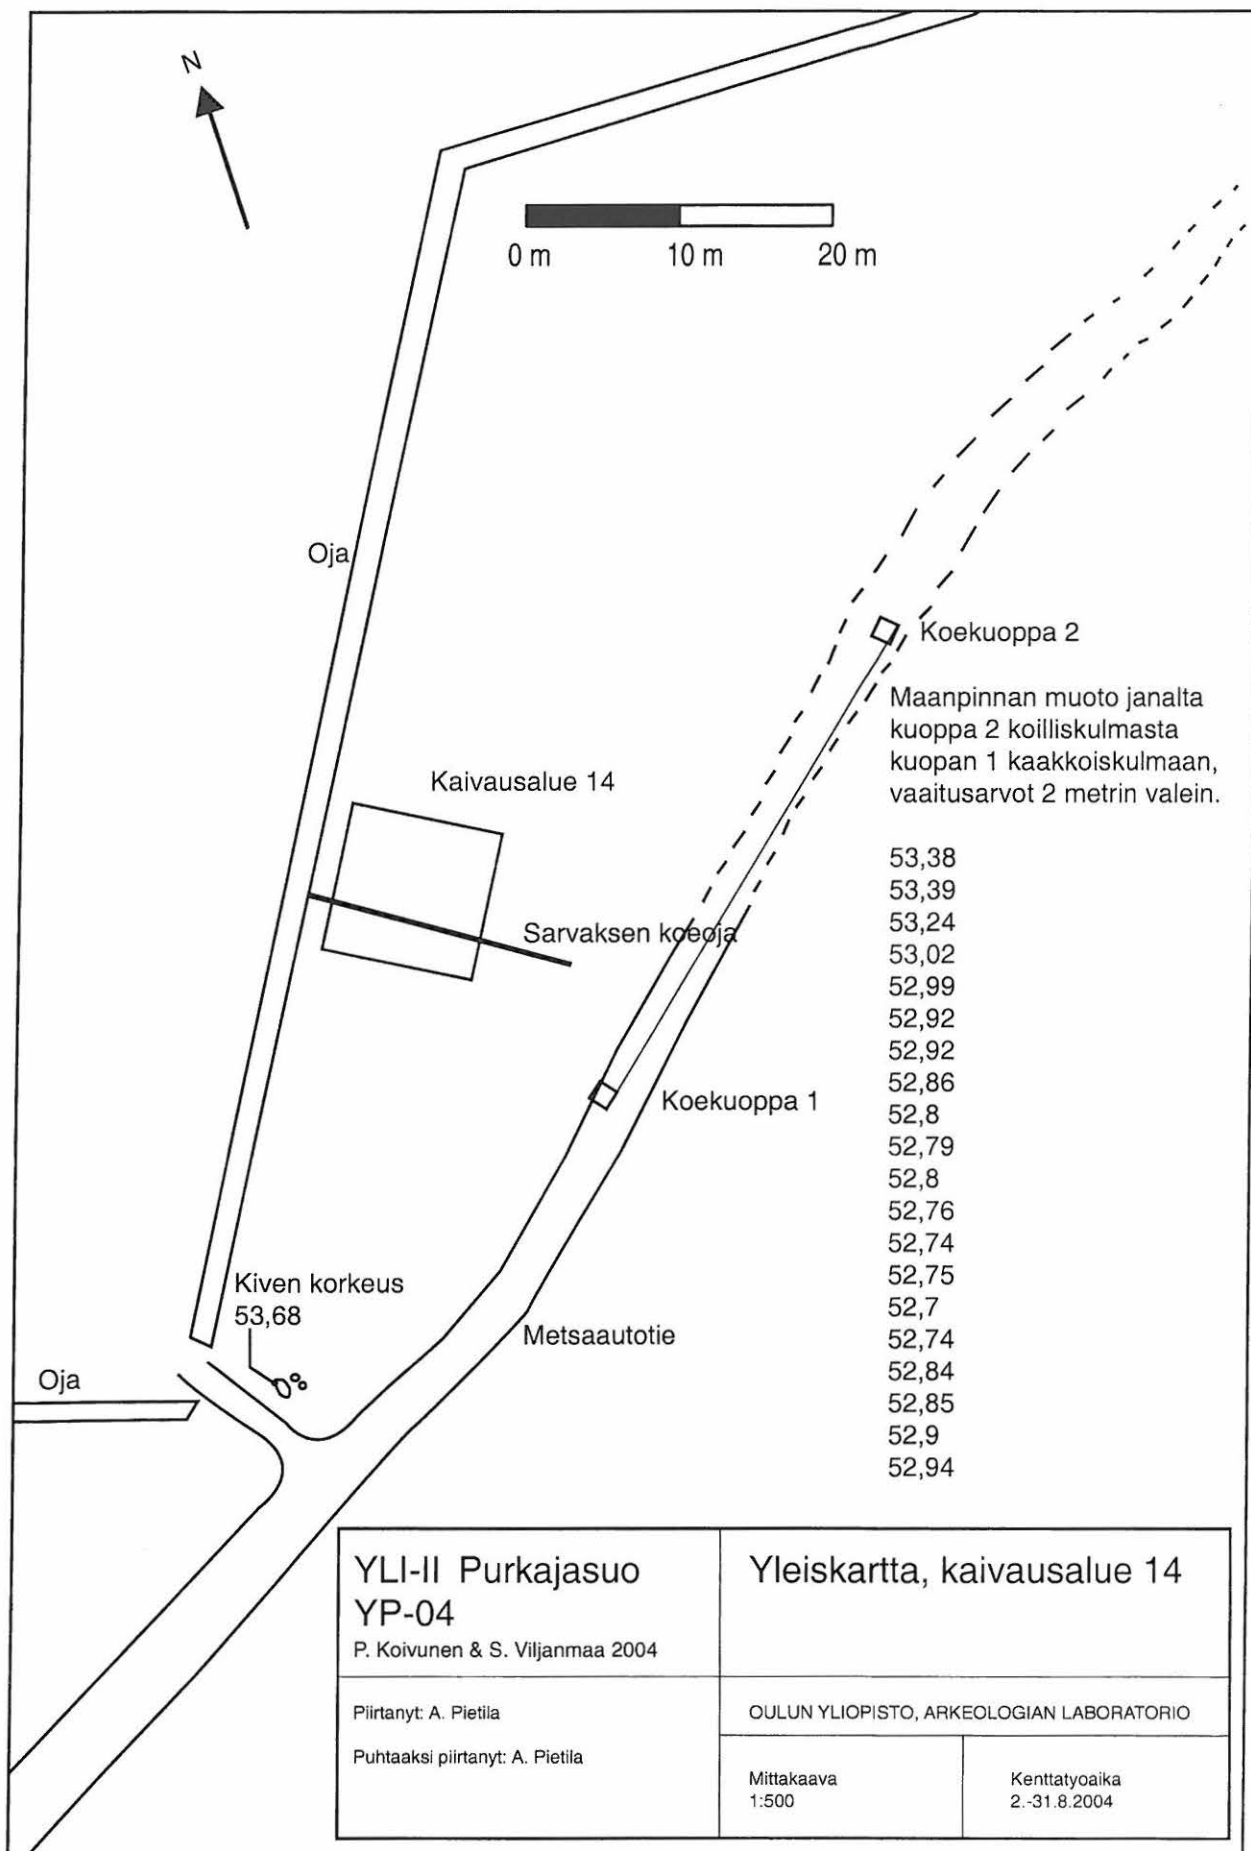 N
0 m 10 m 20 m
Oja
Koekuoppa 2
Maanpinnan muoto janalta
kuoppa 2 koilliskulmasta
kuopan 1 kaakkoiskulmaan,
vaaitusarvot 2 metrin valein.
Kaivausalue 14
Sarvaksen koeoja
53,38
53,39
53,24
53,02
52,99
52,92
52,92
52,86
52,8
52,79
52,8
52,76
52,74
52,75
52,7
52,74
52,84
52,85
52,9
52,94
Koekuoppa 1
Kiven korkeus
53,68
Metsaautotie
Oja
YLI-II Purkajasuo
YP-04
P. Koivunen & S. Viljanmaa 2004
Yleiskartta, kaivausalue 14
Piirtanyt: A. Pietila
Puhtaaksi piirtanyt: A. Pietila
OULUN YLIOPISTO, ARKEOLOGIAN LABORATORIO
Mittakaava
1:500
Kenttatyoaika
2.-31.8.2004